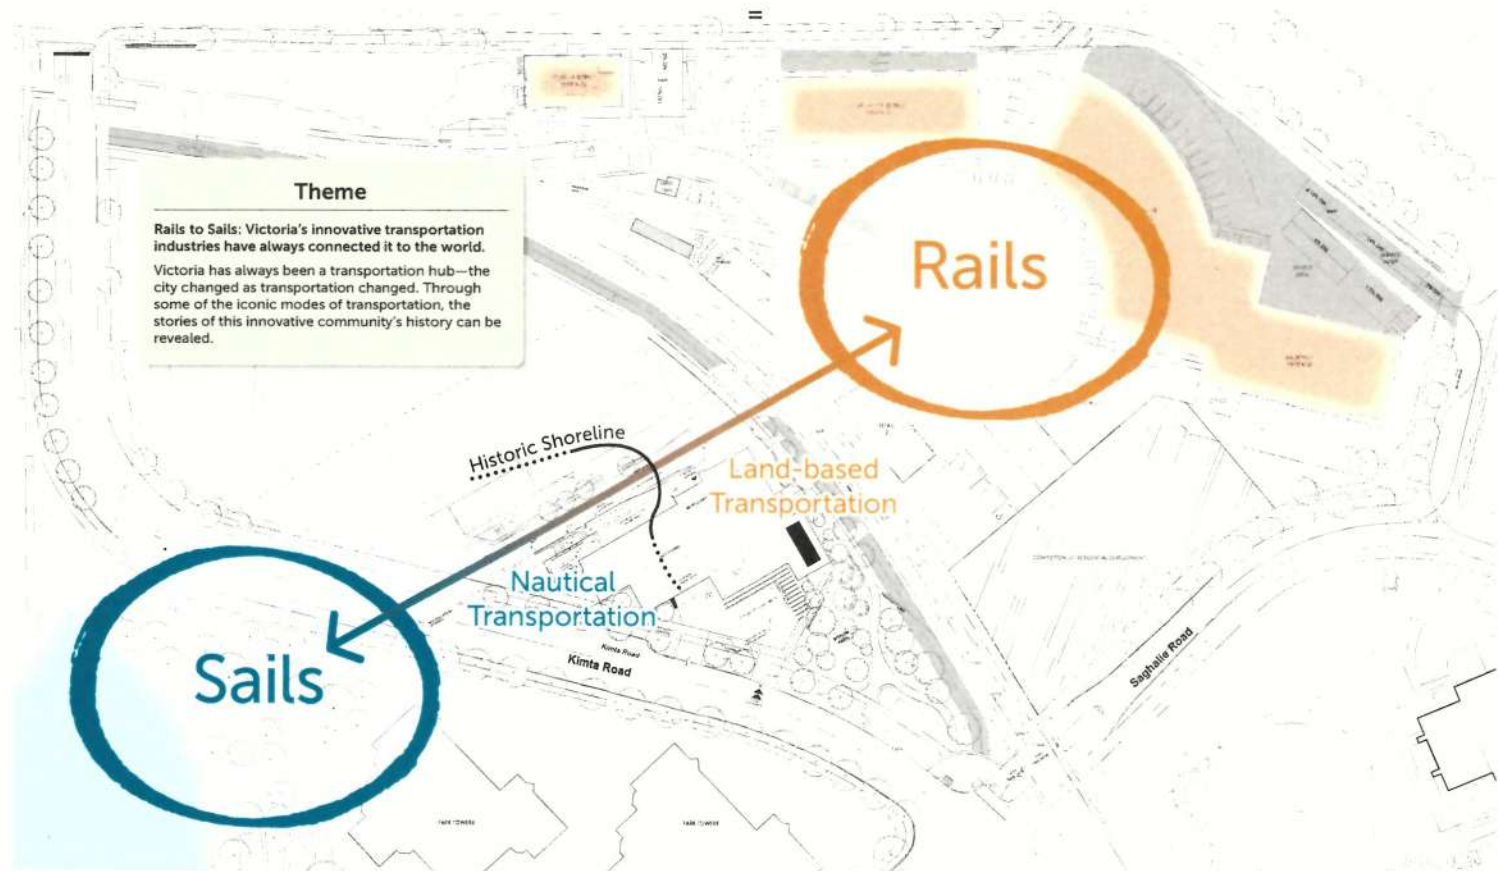 Theme
Rails to Sails: Victoria's innovative transportation
industries have always connected it to the world.
Victoria has always been a transportation hub—the
city changed as transportation changed. Through
some of the iconic modes of transportation, the
stories of this innovative community's history can be
revealed.
Rails
Historic Shoreline
Land-based
Transportation
Nautical
Transportation
Sails
Kimta Road
Kimta Road
Saghalie Road